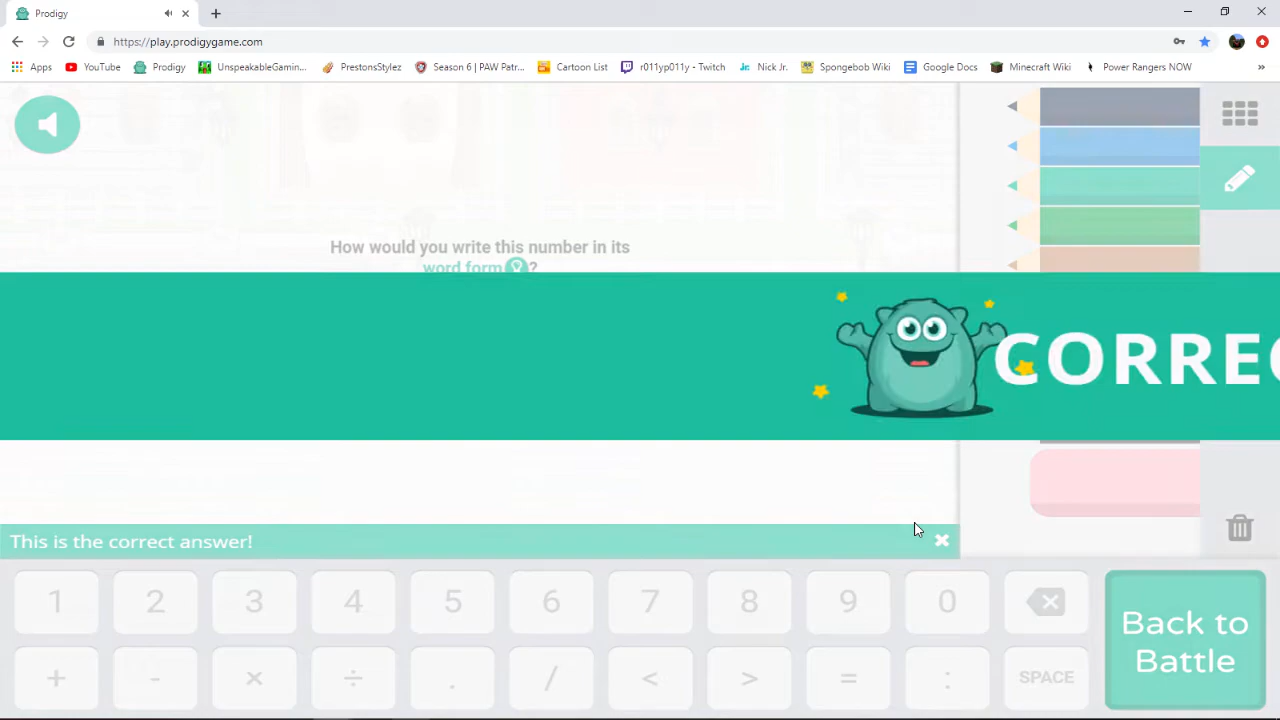 Prodigy
https://play.prodigygame.com
Apps YouTube Prodigy UnspeakableGamin... PrestonsStylez Season 6 | PAW Patr... Cartoon List r011yp011y - Twitch Nick Jr. Spongebob Wiki Google Docs Minecraft Wiki Power Rangers NOW »
How would you write this number in its
word form ?
CORREC
This is the correct answer!
1 2 3 4 5 6 7 8 9 0
Back to
Battle
+ - × ÷ . / < > = : SPACE